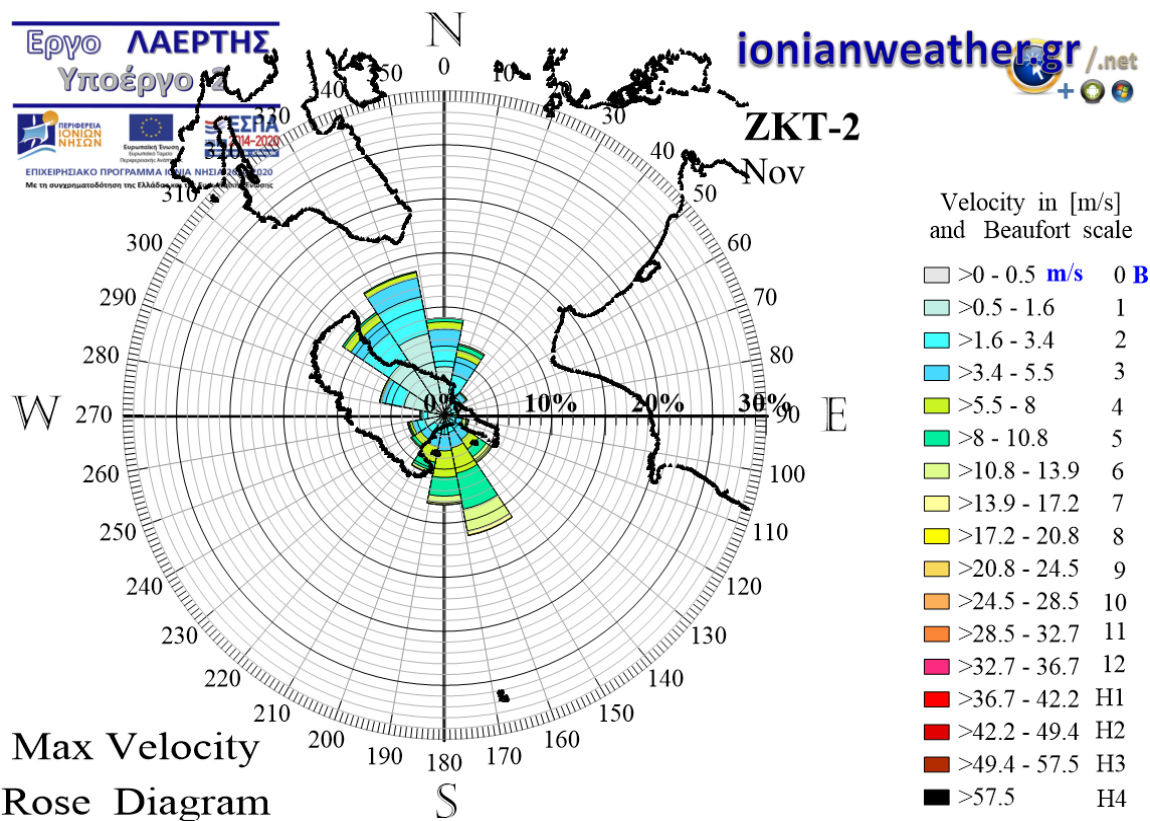 Εργο ΛΑΕΡΤΗΣ
Υποέργο 2
ΠΕΡΙΦΕΡΕΙΑ
ΙΟΝΙΩΝ
ΝΗΣΩΝ
Ευρωπαϊκή Ένωση
ΕΣΠΑ
2014-2020
ΕΠΙΧΕΙΡΗΣΙΑΚΟ ΠΡΟΓΡΑΜΜΑ ΙΟΝΙΑ ΝΗΣΙΑ
Με τη συγχρηματοδότηση της Ελλάδας και της
ionianweather.gr /.net
ZKT-2
Nov
N
0
10
20
30
40
50
60
70
80
90
E
100
110
120
130
140
150
160
170
180
S
190
200
210
220
230
240
250
260
270
W
280
290
300
310
320
330
340
350
0% 10% 20% 30%
Velocity in [m/s]
and Beaufort scale
>0 - 0.5 m/s 0 B
>0.5 - 1.6 1
>1.6 - 3.4 2
>3.4 - 5.5 3
>5.5 - 8 4
>8 - 10.8 5
>10.8 - 13.9 6
>13.9 - 17.2 7
>17.2 - 20.8 8
>20.8 - 24.5 9
>24.5 - 28.5 10
>28.5 - 32.7 11
>32.7 - 36.7 12
>36.7 - 42.2 H1
>42.2 - 49.4 H2
>49.4 - 57.5 H3
>57.5 H4
Max Velocity
Rose Diagram